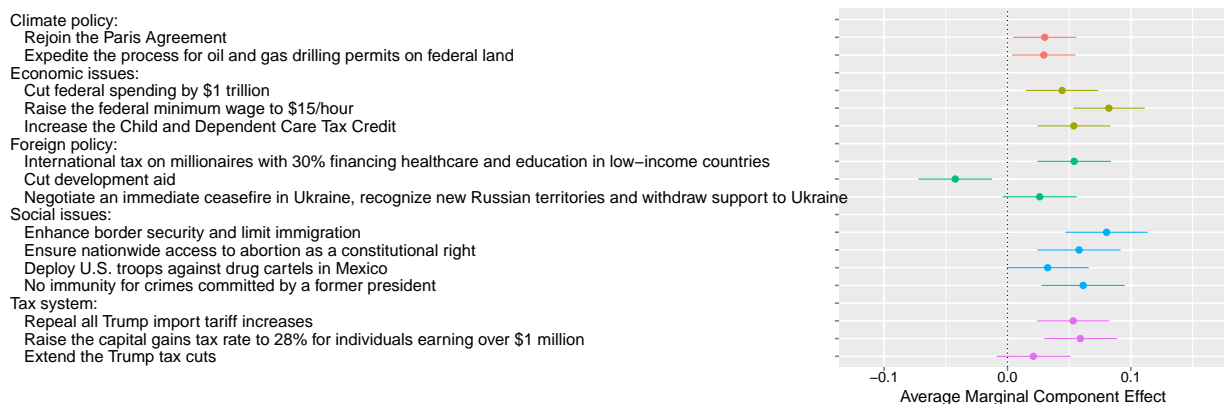 Climate policy:
Rejoin the Paris Agreement
Expedite the process for oil and gas drilling permits on federal land
Economic issues:
Cut federal spending by $1 trillion
Raise the federal minimum wage to $15/hour
Increase the Child and Dependent Care Tax Credit
Foreign policy:
International tax on millionaires with 30% financing healthcare and education in low−income countries
Cut development aid
Negotiate an immediate ceasefire in Ukraine, recognize new Russian territories and withdraw support to Ukraine
Social issues:
Enhance border security and limit immigration
Ensure nationwide access to abortion as a constitutional right
Deploy U.S. troops against drug cartels in Mexico
No immunity for crimes committed by a former president
Tax system:
Repeal all Trump import tariff increases
Raise the capital gains tax rate to 28% for individuals earning over $1 million
Extend the Trump tax cuts
−0.1 0.0 0.1
Average Marginal Component Effect